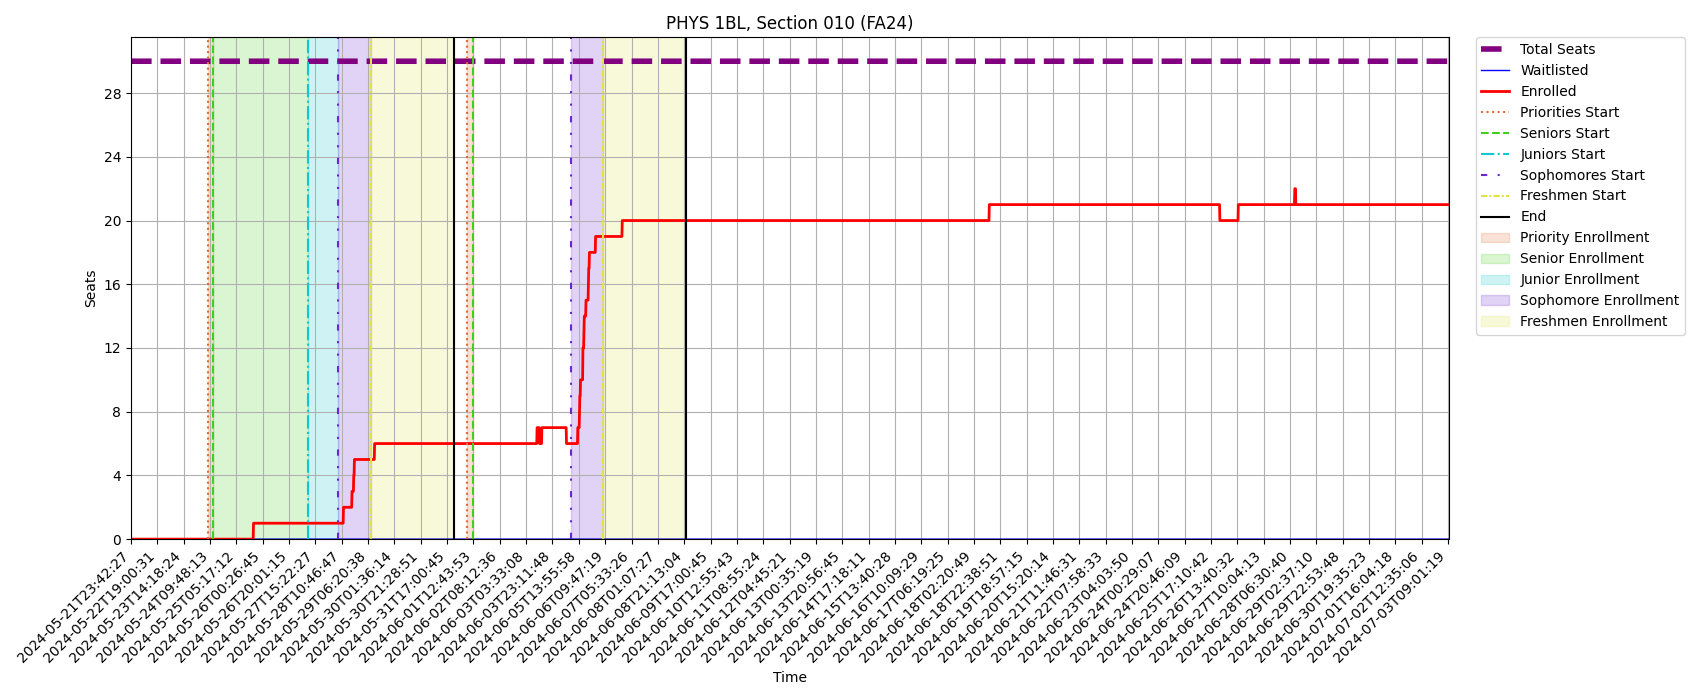 PHYS 1BL, Section 010 (FA24)
Seats
28
24
20
16
12
8
4
0
2024-05-21T23:42:27
2024-05-22T19:00:31
2024-05-23T14:18:24
2024-05-24T09:48:13
2024-05-25T05:17:12
2024-05-26T00:26:45
2024-05-26T20:01:15
2024-05-27T15:22:27
2024-05-28T10:46:47
2024-05-29T06:20:38
2024-05-30T01:36:14
2024-05-30T21:28:51
2024-05-31T17:00:45
2024-06-01T12:43:53
2024-06-02T08:12:36
2024-06-03T03:33:08
2024-06-03T23:11:48
2024-06-05T13:55:58
2024-06-06T09:47:19
2024-06-07T05:33:26
2024-06-08T01:07:27
2024-06-08T21:13:04
2024-06-09T17:00:45
2024-06-10T12:55:43
2024-06-11T08:55:24
2024-06-12T04:45:21
2024-06-13T00:35:19
2024-06-13T20:56:45
2024-06-14T17:18:11
2024-06-15T13:40:28
2024-06-16T10:09:29
2024-06-17T06:19:25
2024-06-18T02:20:49
2024-06-18T22:38:51
2024-06-19T18:57:15
2024-06-20T15:20:14
2024-06-21T11:46:31
2024-06-22T07:58:33
2024-06-23T04:03:50
2024-06-24T00:29:07
2024-06-24T20:46:09
2024-06-25T17:10:42
2024-06-26T13:40:32
2024-06-27T10:04:13
2024-06-28T06:30:40
2024-06-29T02:37:10
2024-06-29T22:53:48
2024-06-30T19:35:23
2024-07-01T16:04:18
2024-07-02T12:35:06
2024-07-03T09:01:19
Time
Total Seats
Waitlisted
Enrolled
Priorities Start
Seniors Start
Juniors Start
Sophomores Start
Freshmen Start
End
Priority Enrollment
Senior Enrollment
Junior Enrollment
Sophomore Enrollment
Freshmen Enrollment